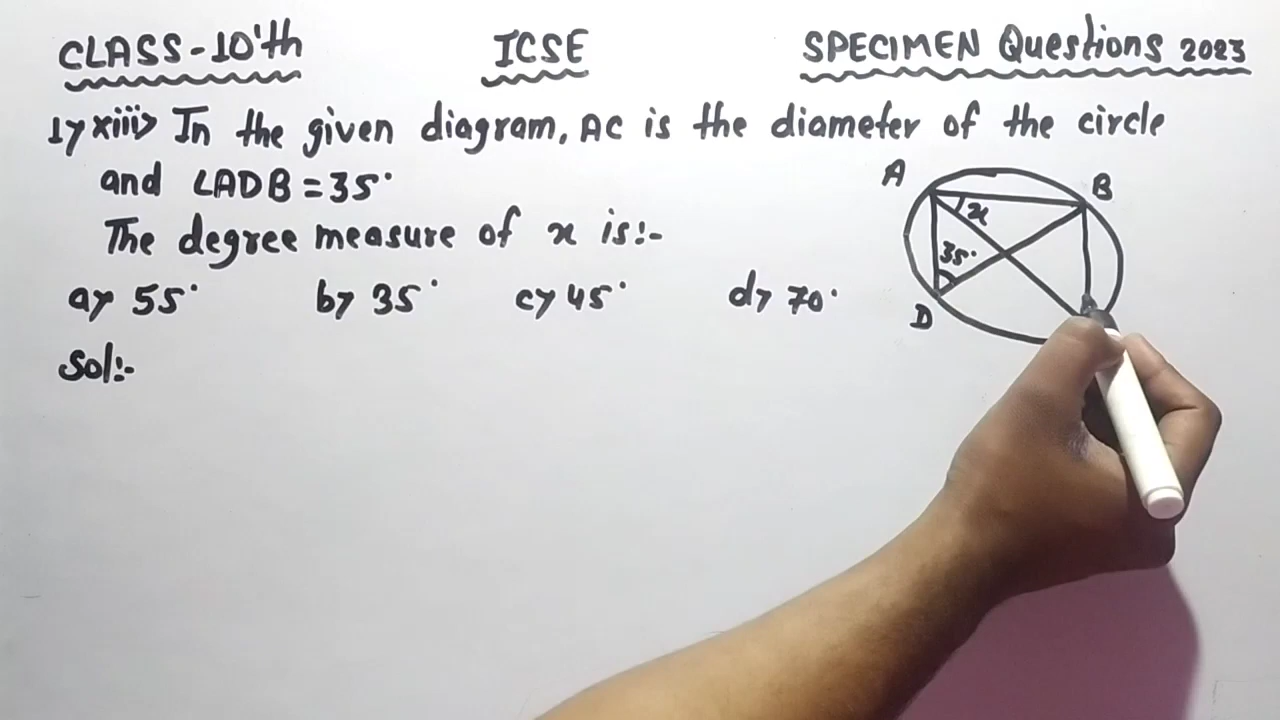 CLASS-10'th ICSE SPECIMEN Questions 2023
1) xiii) In the given diagram, AC is the diameter of the circle
and ∠ADB = 35°
The degree measure of x is:-
a) 55° b) 35° c) 45° d) 70°
Sol:-
A
B
x
35°
D